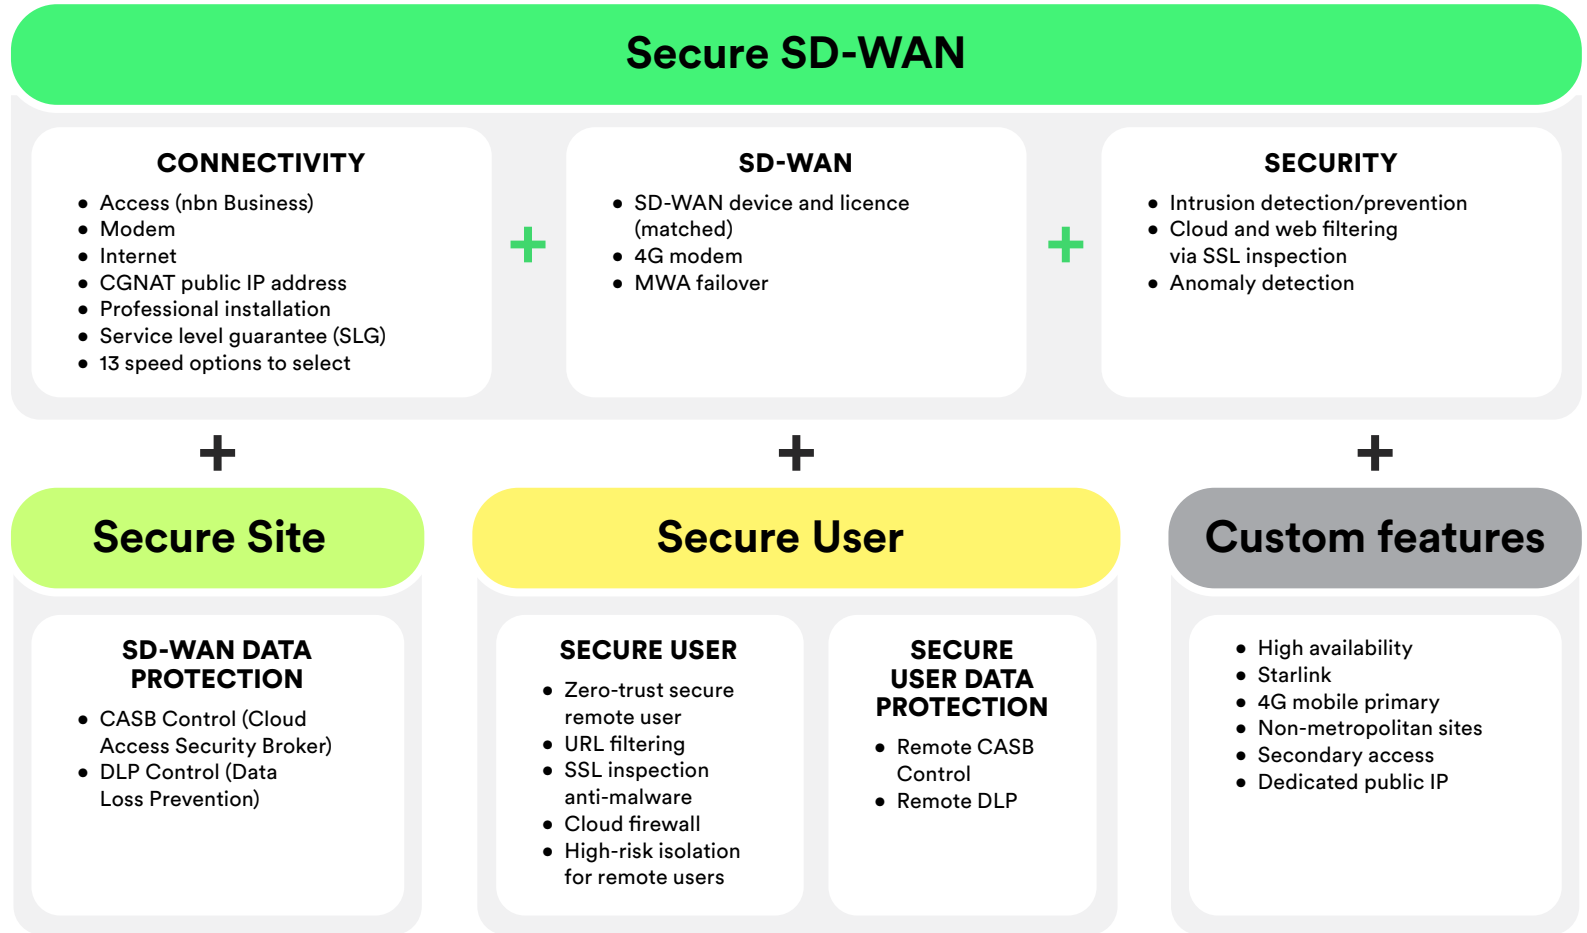 Secure SD-WAN
CONNECTIVITY
● Access (nbn Business)
● Modem
● Internet
● CGNAT public IP address
● Professional installation
● Service level guarantee (SLG)
● 13 speed options to select
+
SD-WAN
● SD-WAN device and licence
(matched)
● 4G modem
● MWA failover
+
SECURITY
● Intrusion detection/prevention
● Cloud and web filtering
via SSL inspection
● Anomaly detection
+
+
+
Secure Site
SD-WAN DATA
PROTECTION
● CASB Control (Cloud
Access Security Broker)
● DLP Control (Data
Loss Prevention)
Secure User
SECURE USER
● Zero-trust secure
remote user
● URL filtering
● SSL inspection
anti-malware
● Cloud firewall
● High-risk isolation
for remote users
SECURE
USER DATA
PROTECTION
● Remote CASB
Control
● Remote DLP
Custom features
● High availability
● Starlink
● 4G mobile primary
● Non-metropolitan sites
● Secondary access
● Dedicated public IP